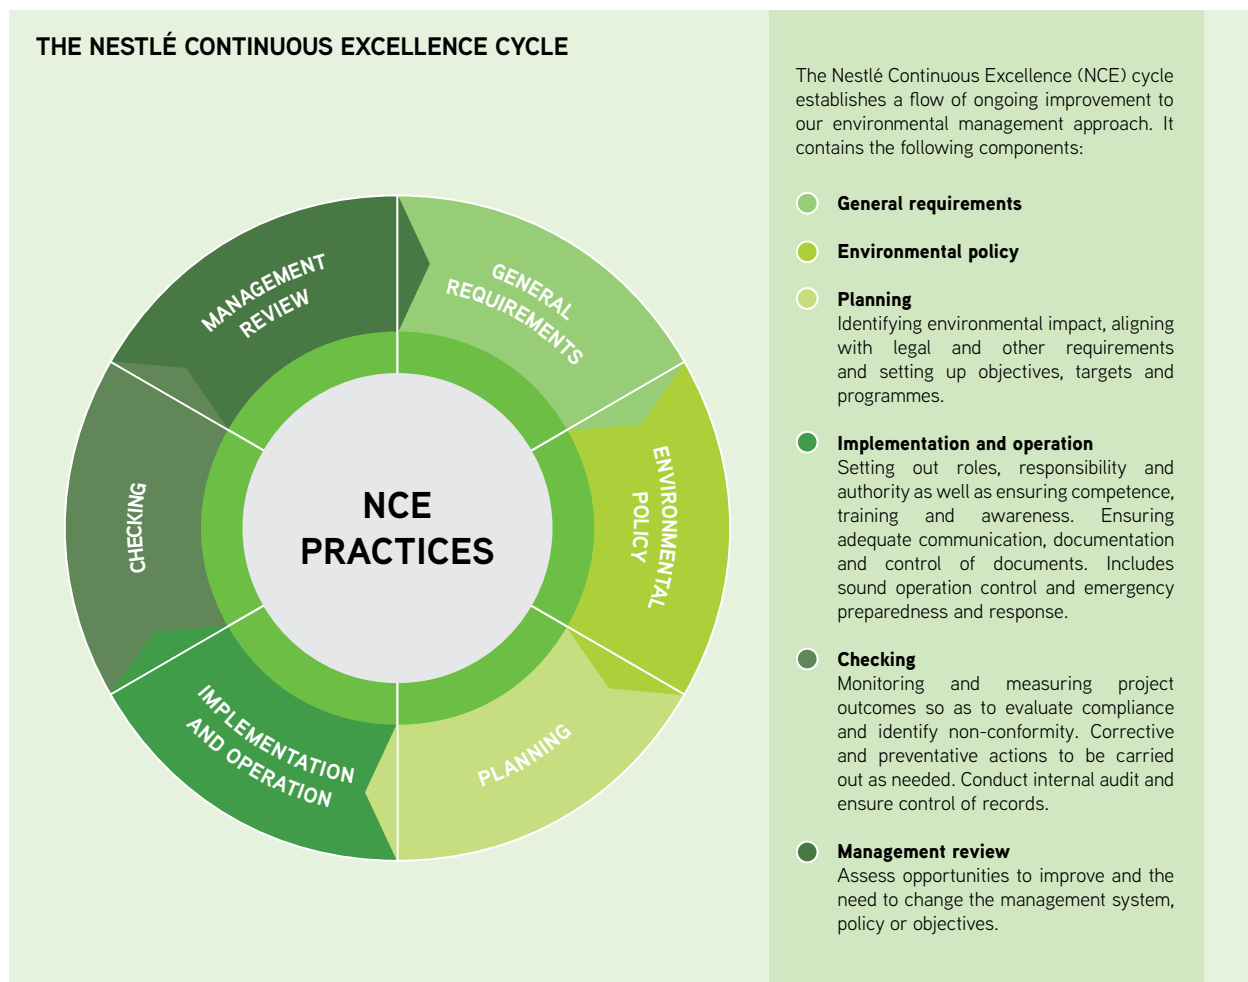 THE NESTLÉ CONTINUOUS EXCELLENCE CYCLE
MANAGEMENT
REVIEW
GENERAL
REQUIREMENTS
ENVIRONMENTAL
POLICY
PLANNING
IMPLEMENTATION
AND OPERATION
CHECKING
NCE
PRACTICES
The Nestlé Continuous Excellence (NCE) cycle
establishes a flow of ongoing improvement to
our environmental management approach. It
contains the following components:
General requirements
Environmental policy
Planning
Identifying environmental impact, aligning
with legal and other requirements
and setting up objectives, targets and
programmes.
Implementation and operation
Setting out roles, responsibility and
authority as well as ensuring competence,
training and awareness. Ensuring
adequate communication, documentation
and control of documents. Includes
sound operation control and emergency
preparedness and response.
Checking
Monitoring and measuring project
outcomes so as to evaluate compliance
and identify non-conformity. Corrective
and preventative actions to be carried
out as needed. Conduct internal audit and
ensure control of records.
Management review
Assess opportunities to improve and the
need to change the management system,
policy or objectives.